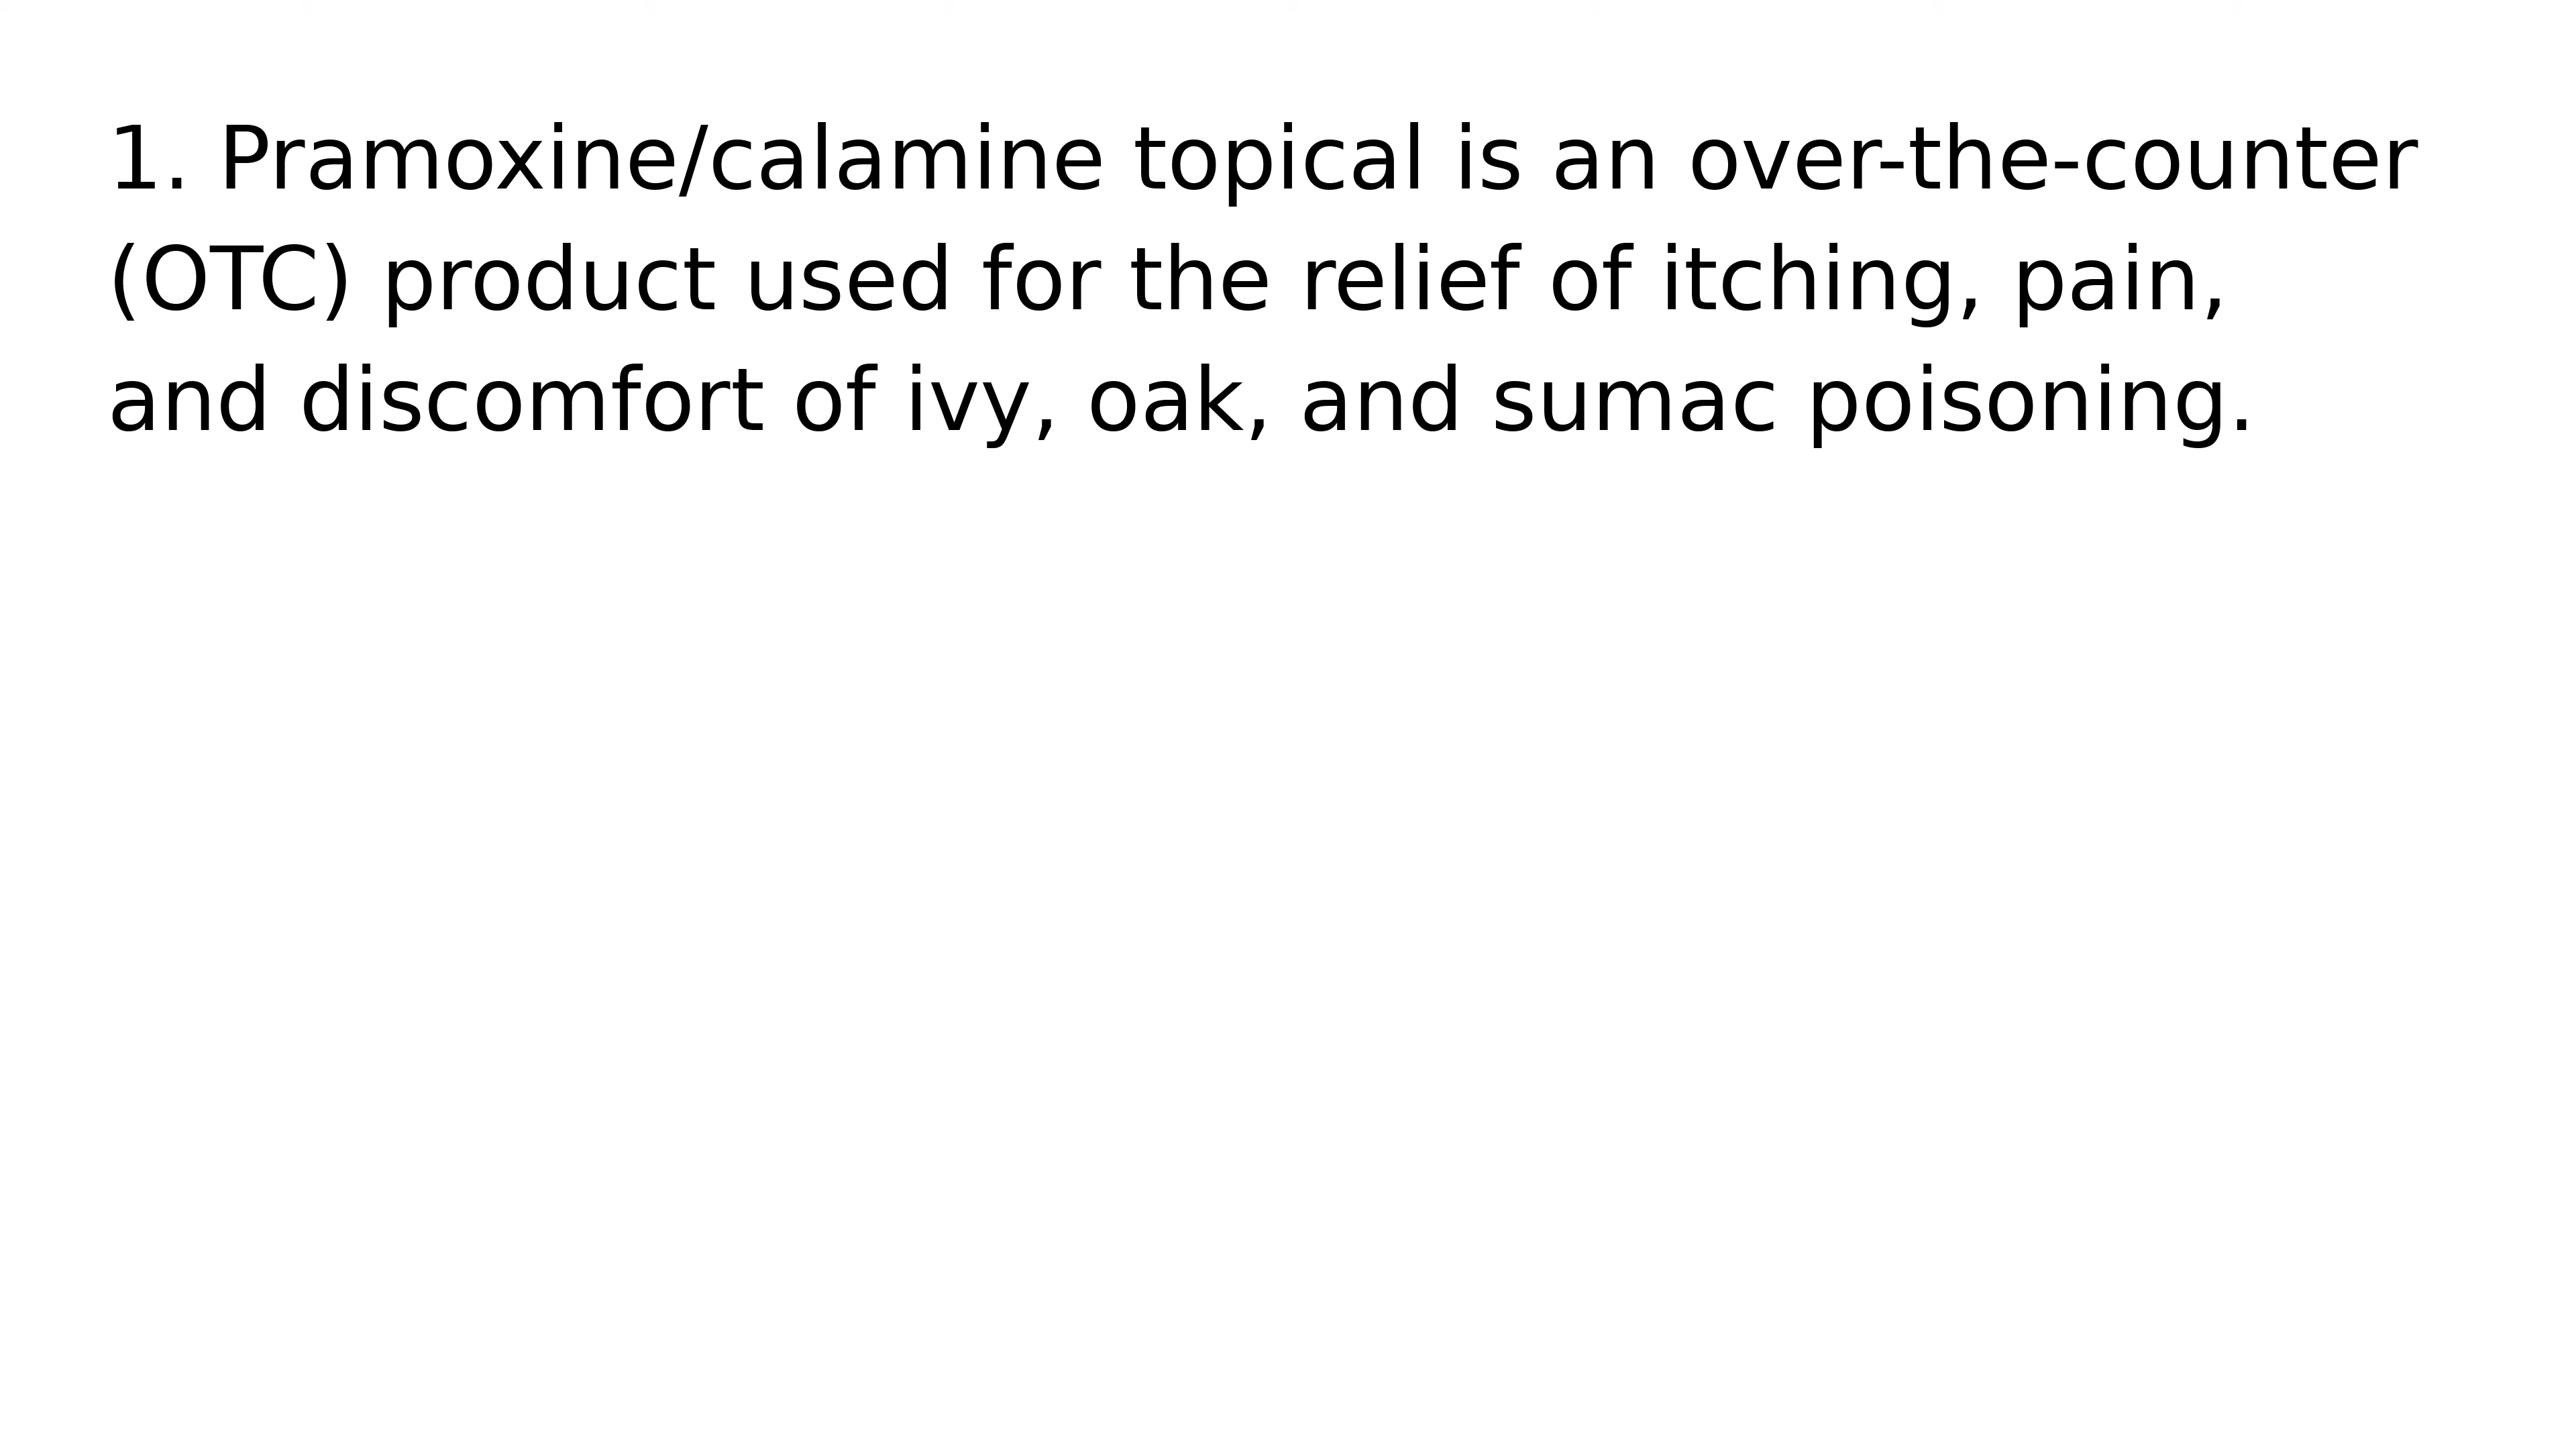 1. Pramoxine/calamine topical is an over-the-counter
(OTC) product used for the relief of itching, pain,
and discomfort of ivy, oak, and sumac poisoning.